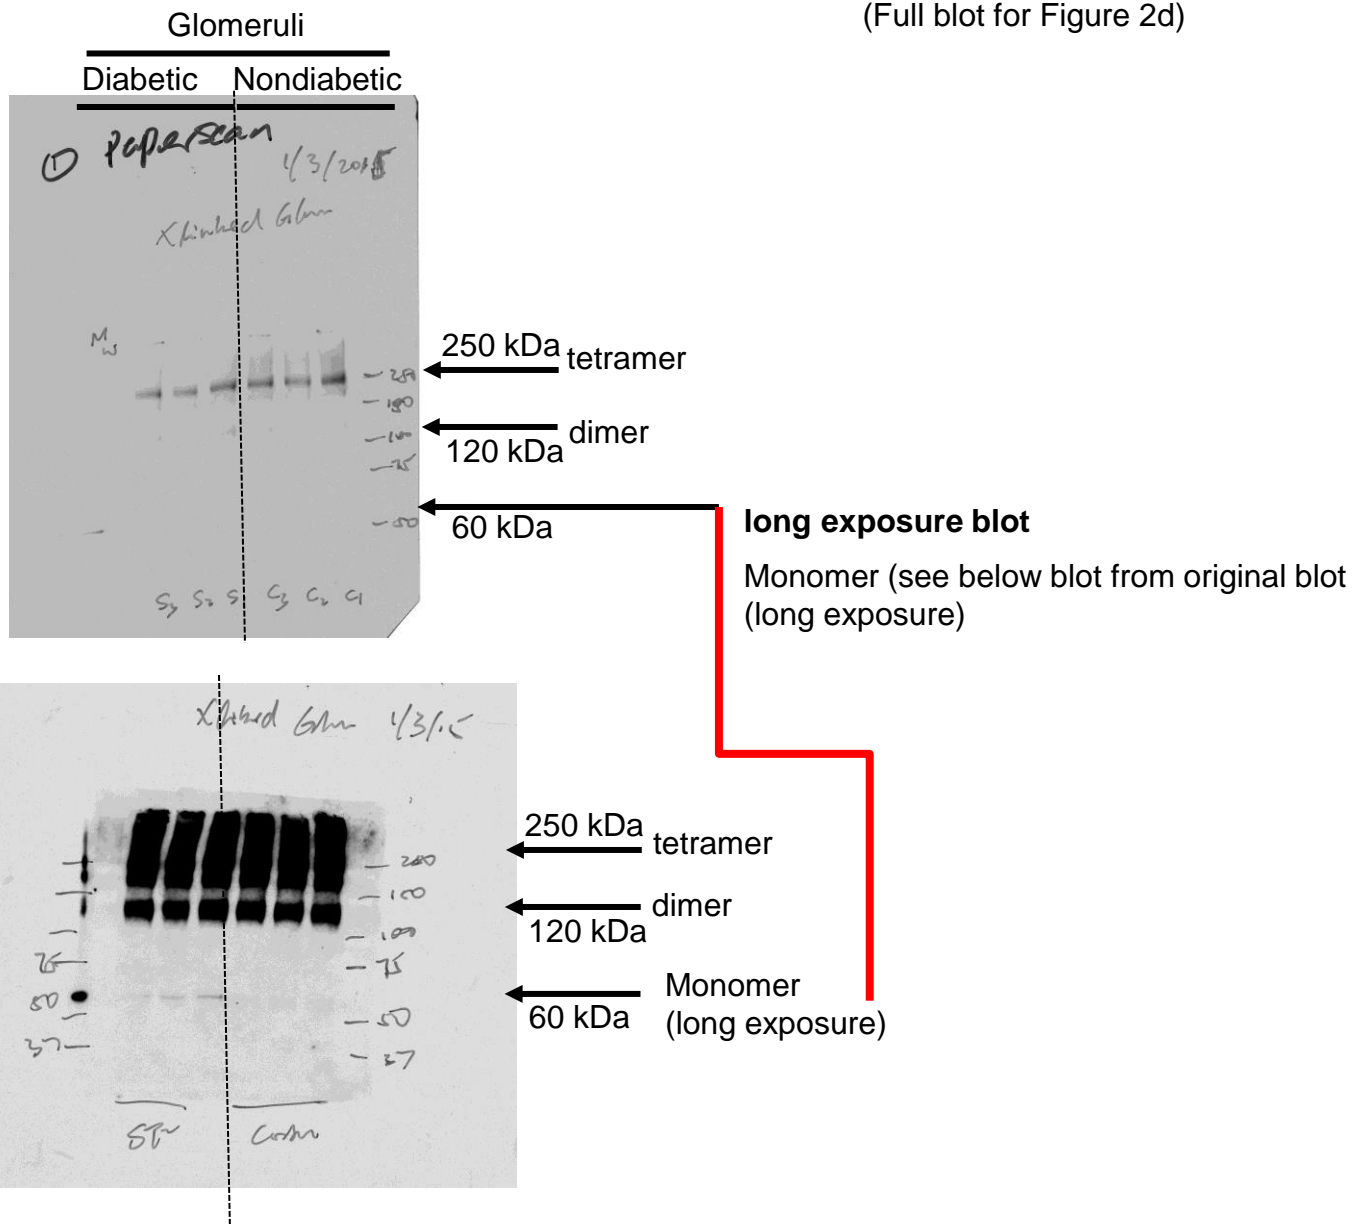 (Full blot for Figure 2d)
Glomeruli
Diabetic Nondiabetic
① Paperscan
1/3/2015
Xlinked Glom
MW
250 kDa tetramer
250
150
120 kDa dimer
100
75
60 kDa
50
S3 S2 S1 C3 C2 C1
long exposure blot
Monomer (see below blot from original blot
(long exposure)
Xlinked Glom 1/3/15
250 kDa tetramer
250
150
120 kDa dimer
100
75 75
50
60 kDa Monomer
(long exposure)
50
37 37